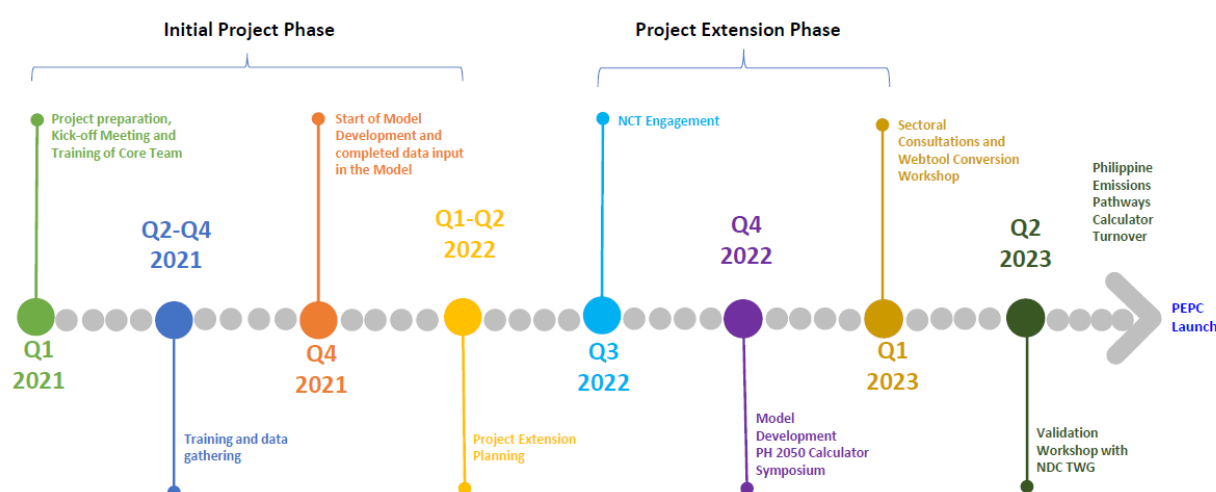 Initial Project Phase
Project Extension Phase
Project preparation,
Kick-off Meeting and
Training of Core Team
Start of Model
Development and
completed data input
in the Model
NCT Engagement
Sectoral
Consultations and
Webtool Conversion
Workshop
Philippine
Emissions
Pathways
Calculator
Turnover
Q2-Q4
2021
Q1-Q2
2022
Q4
2022
Q2
2023
PEPC
Launch
Q1
2021
Q4
2021
Q3
2022
Q1
2023
Training and data
gathering
Project Extension
Planning
Model
Development
PH 2050 Calculator
Symposium
Validation
Workshop with
NDC TWG